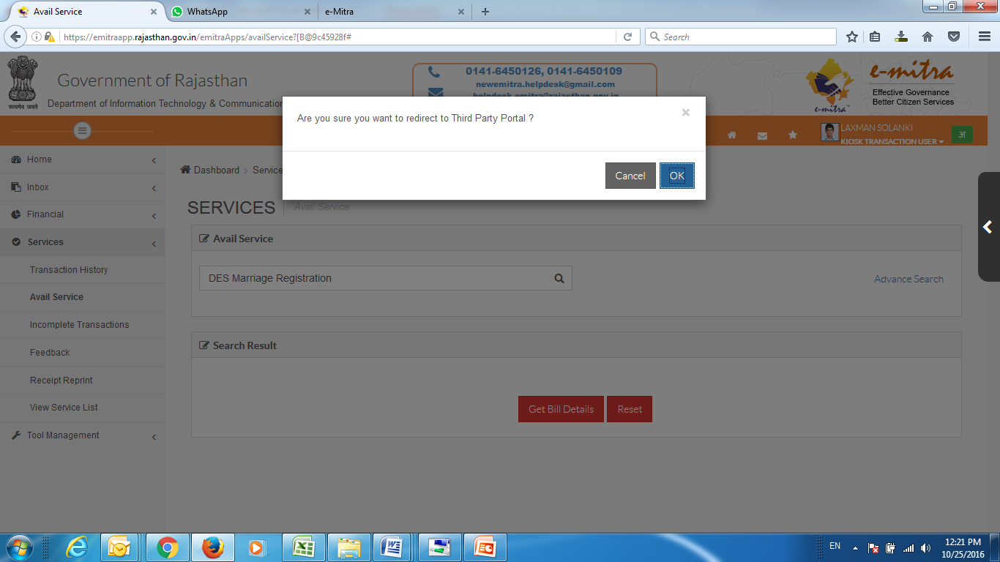 Avail Service
WhatsApp
e-Mitra
https://emitraapp.rajasthan.gov.in/emitraApps/availService?[B@9c45928f#
Search
सत्यमेव जयते
Government of Rajasthan
Department of Information Technology & Communication
0141-6450126, 0141-6450109
newemitra.helpdesk@gmail.com
helpdesk.emitra@rajasthan.gov.in
e-mitra™
e-mitra
Effective Governance
Better Citizen Services
LAXMAN SOLANKI
KIOSK TRANSACTION USER
अ
Are you sure you want to redirect to Third Party Portal ?
×
Cancel
OK
Home
Inbox
Financial
Services
Transaction History
Avail Service
Incomplete Transactions
Feedback
Receipt Reprint
View Service List
Tool Management
Dashboard > Service
SERVICES
Avail Service
Avail Service
DES Marriage Registration
Advance Search
Search Result
Get Bill Details
Reset
EN
12:21 PM
10/25/2016